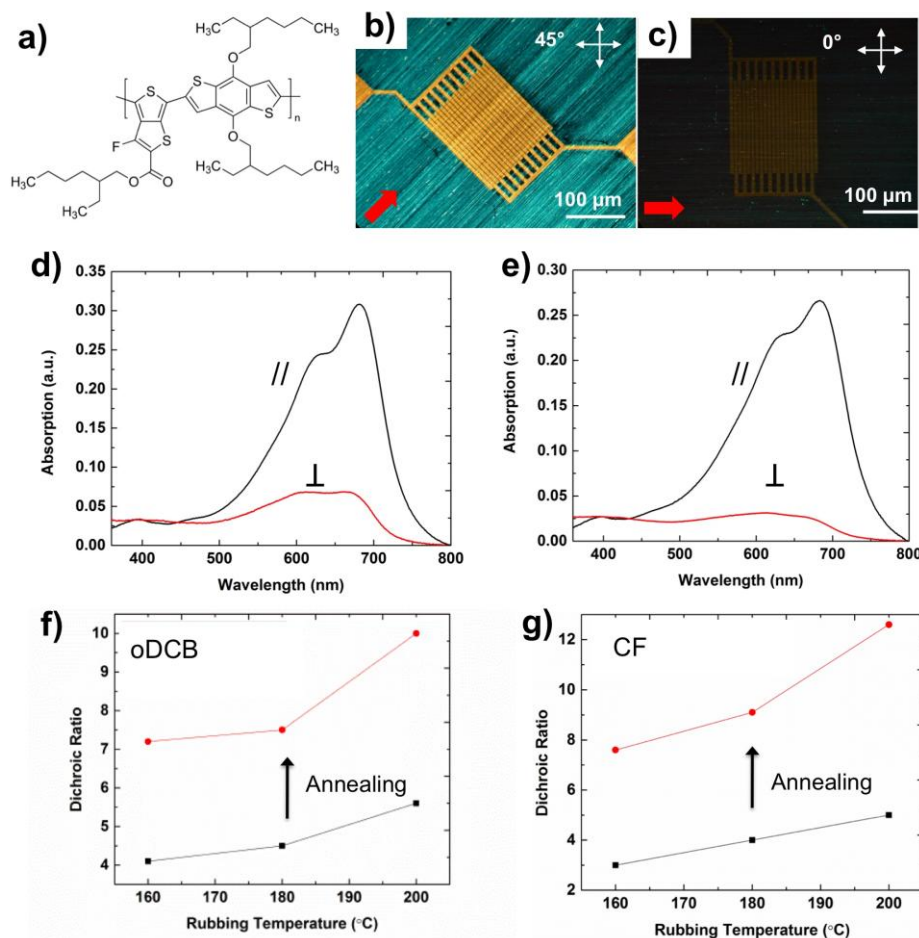 a)
CH₃
H₃C
CH₃
O
S
S
S
n
F
S
O
CH₃
O
O
CH₃
H₃C
H₃C
b)
45°
100 µm
c)
0°
100 µm
d)
0.35
0.30
0.25
0.20
0.15
0.10
0.05
0.00
Absorption (a.u.)
//
⊥
400 500 600 700 800
Wavelength (nm)
e)
0.30
0.25
0.20
0.15
0.10
0.05
0.00
Absorption (a.u.)
//
⊥
400 500 600 700 800
Wavelength (nm)
f)
oDCB
10
9
8
7
6
5
4
Dichroic Ratio
Annealing
160 170 180 190 200
Rubbing Temperature (°C)
g)
CF
12
10
8
6
4
2
Dichroic Ratio
Annealing
160 170 180 190 200
Rubbing Temperature (°C)